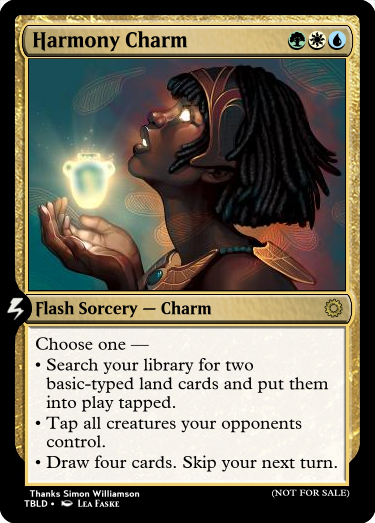 Harmony Charm
Flash Sorcery — Charm
Choose one —
• Search your library for two
basic-typed land cards and put them
into play tapped.
• Tap all creatures your opponents
control.
• Draw four cards. Skip your next turn.
Thanks Simon Williamson
(NOT FOR SALE)
TBLD • Lea Faske